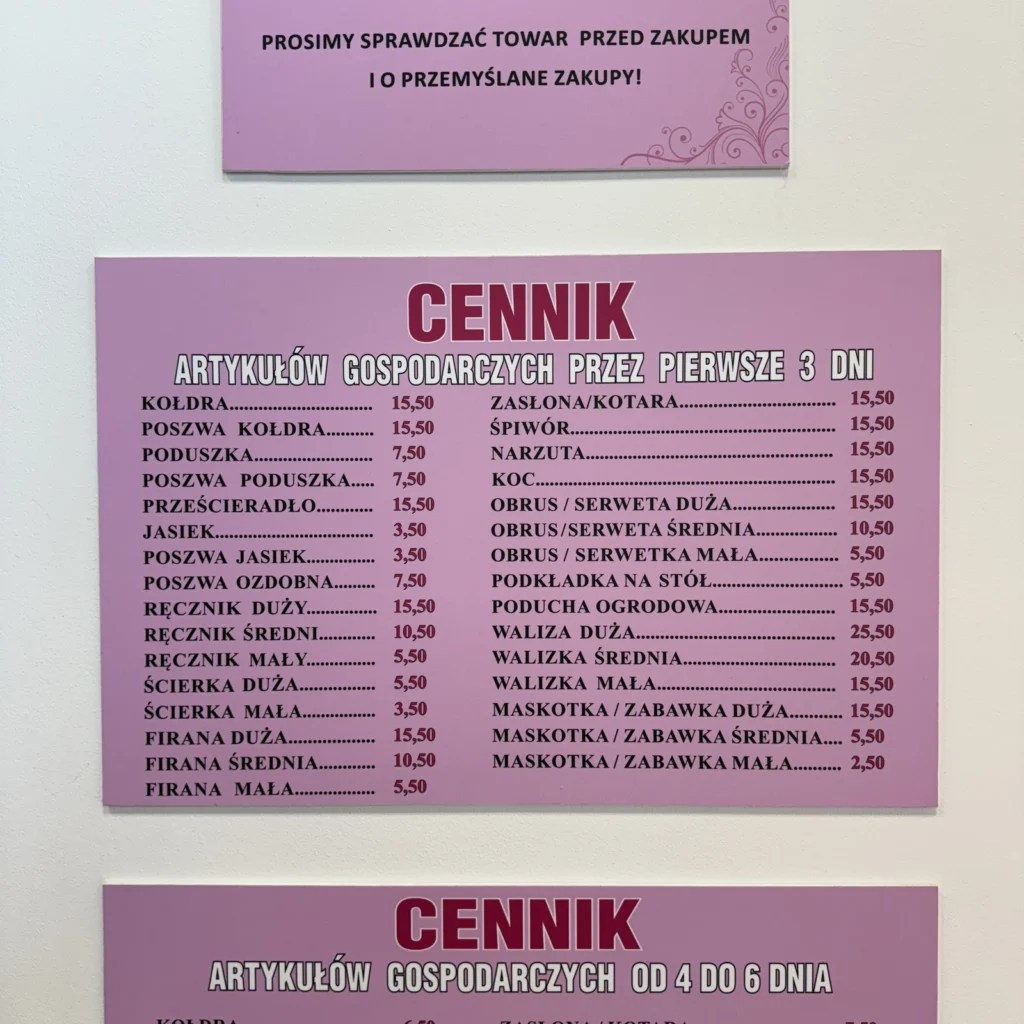 PROSIMY SPRAWDZAĆ TOWAR PRZED ZAKUPEM
I O PRZEMYŚLANE ZAKUPY!
CENNIK
ARTYKUŁÓW GOSPODARCZYCH PRZEZ PIERWSZE 3 DNI
KOŁDRA.............................. 15,50
POSZWA KOŁDRA.......... 15,50
PODUSZKA......................... 7,50
POSZWA PODUSZKA..... 7,50
PRZEŚCIERADŁO............ 15,50
JASIEK................................. 3,50
POSZWA JASIEK.............. 3,50
POSZWA OZDOBNA......... 7,50
RĘCZNIK DUŻY............... 15,50
RĘCZNIK ŚREDNI............ 10,50
RĘCZNIK MAŁY............... 5,50
ŚCIERKA DUŻA................ 5,50
ŚCIERKA MAŁA................ 3,50
FIRANA DUŻA................... 15,50
FIRANA ŚREDNIA............. 10,50
FIRANA MAŁA.................. 5,50
ZASŁONA/KOTARA................................. 15,50
ŚPIWÓR........................................................ 15,50
NARZUTA.................................................... 15,50
KOC............................................................... 15,50
OBRUS / SERWETA DUŻA....................... 15,50
OBRUS/SERWETA ŚREDNIA................. 10,50
OBRUS / SERWETKA MAŁA................. 5,50
PODKŁADKA NA STÓŁ............................ 5,50
PODUCHA OGRODOWA......................... 15,50
WALIZA DUŻA.......................................... 25,50
WALIZKA ŚREDNIA................................ 20,50
WALIZKA MAŁA...................................... 15,50
MASKOTKA / ZABAWKA DUŻA........... 15,50
MASKOTKA / ZABAWKA ŚREDNIA.... 5,50
MASKOTKA / ZABAWKA MAŁA.......... 2,50
CENNIK
ARTYKUŁÓW GOSPODARCZYCH OD 4 DO 6 DNIA
KOŁDRA
ZASŁONA/KOTARA